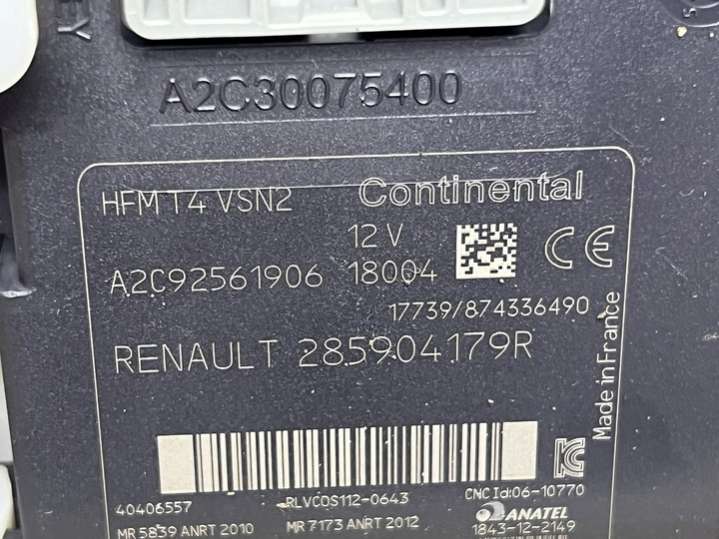 EY
A2C30075400
HFM T4 VSN2 Continental
12 V
A2C92561906 18004
CE
17739/874336490
RENAULT 285904179R
Made in France
40406557 RLVCOS112-0643 CNC Id:06-10770
MR 5839 ANRT 2010 MR 7173 ANRT 2012 ANATEL
1843-12-2149